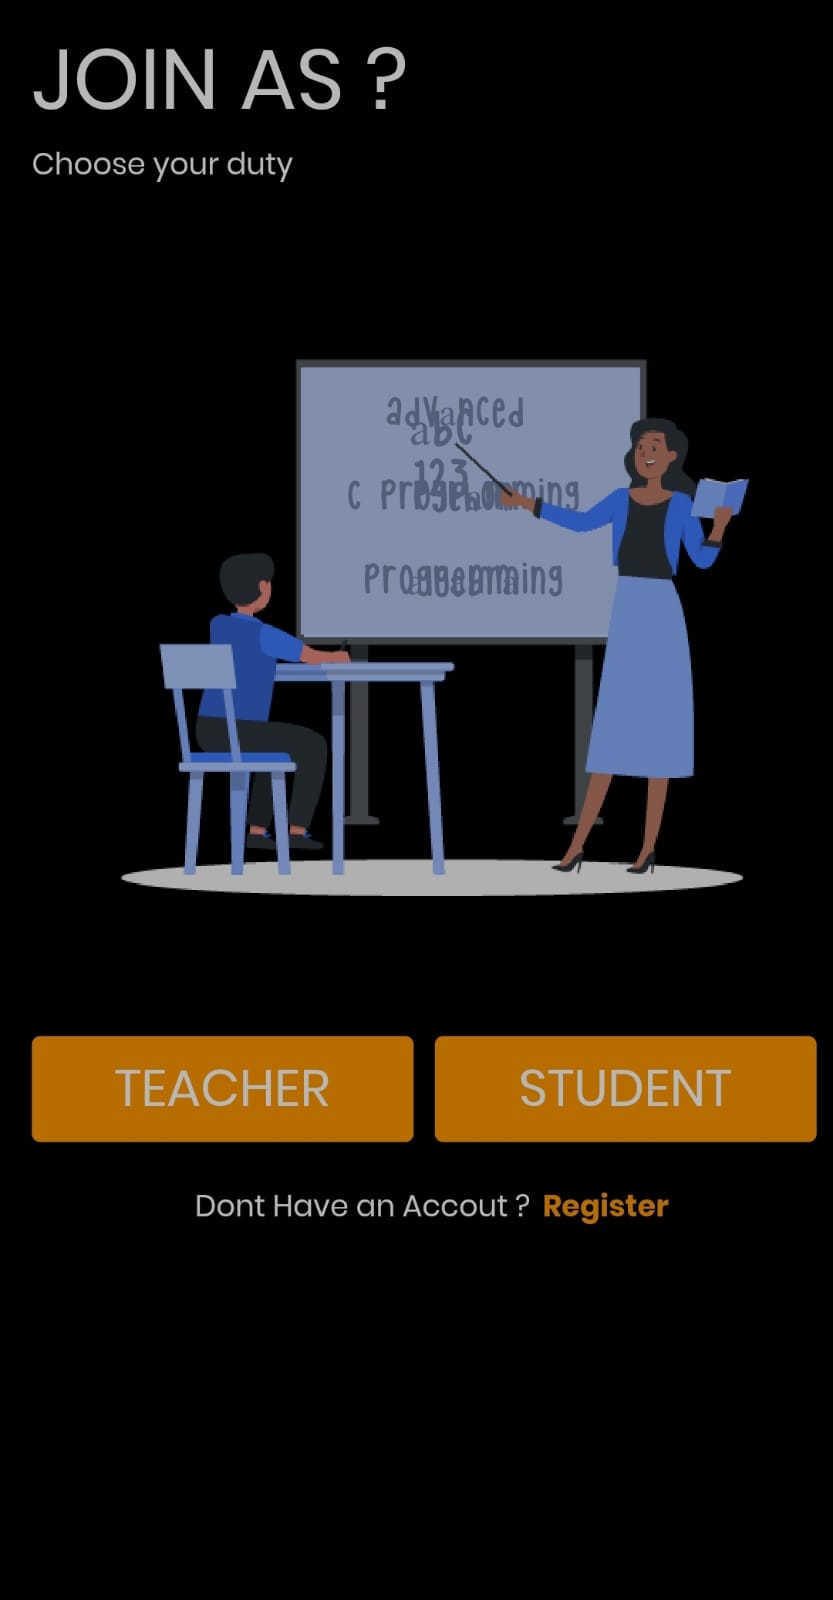 JOIN AS ?
Choose your duty
advanced
abc
123
c programming
programming
TEACHER
STUDENT
Dont Have an Accout ? Register